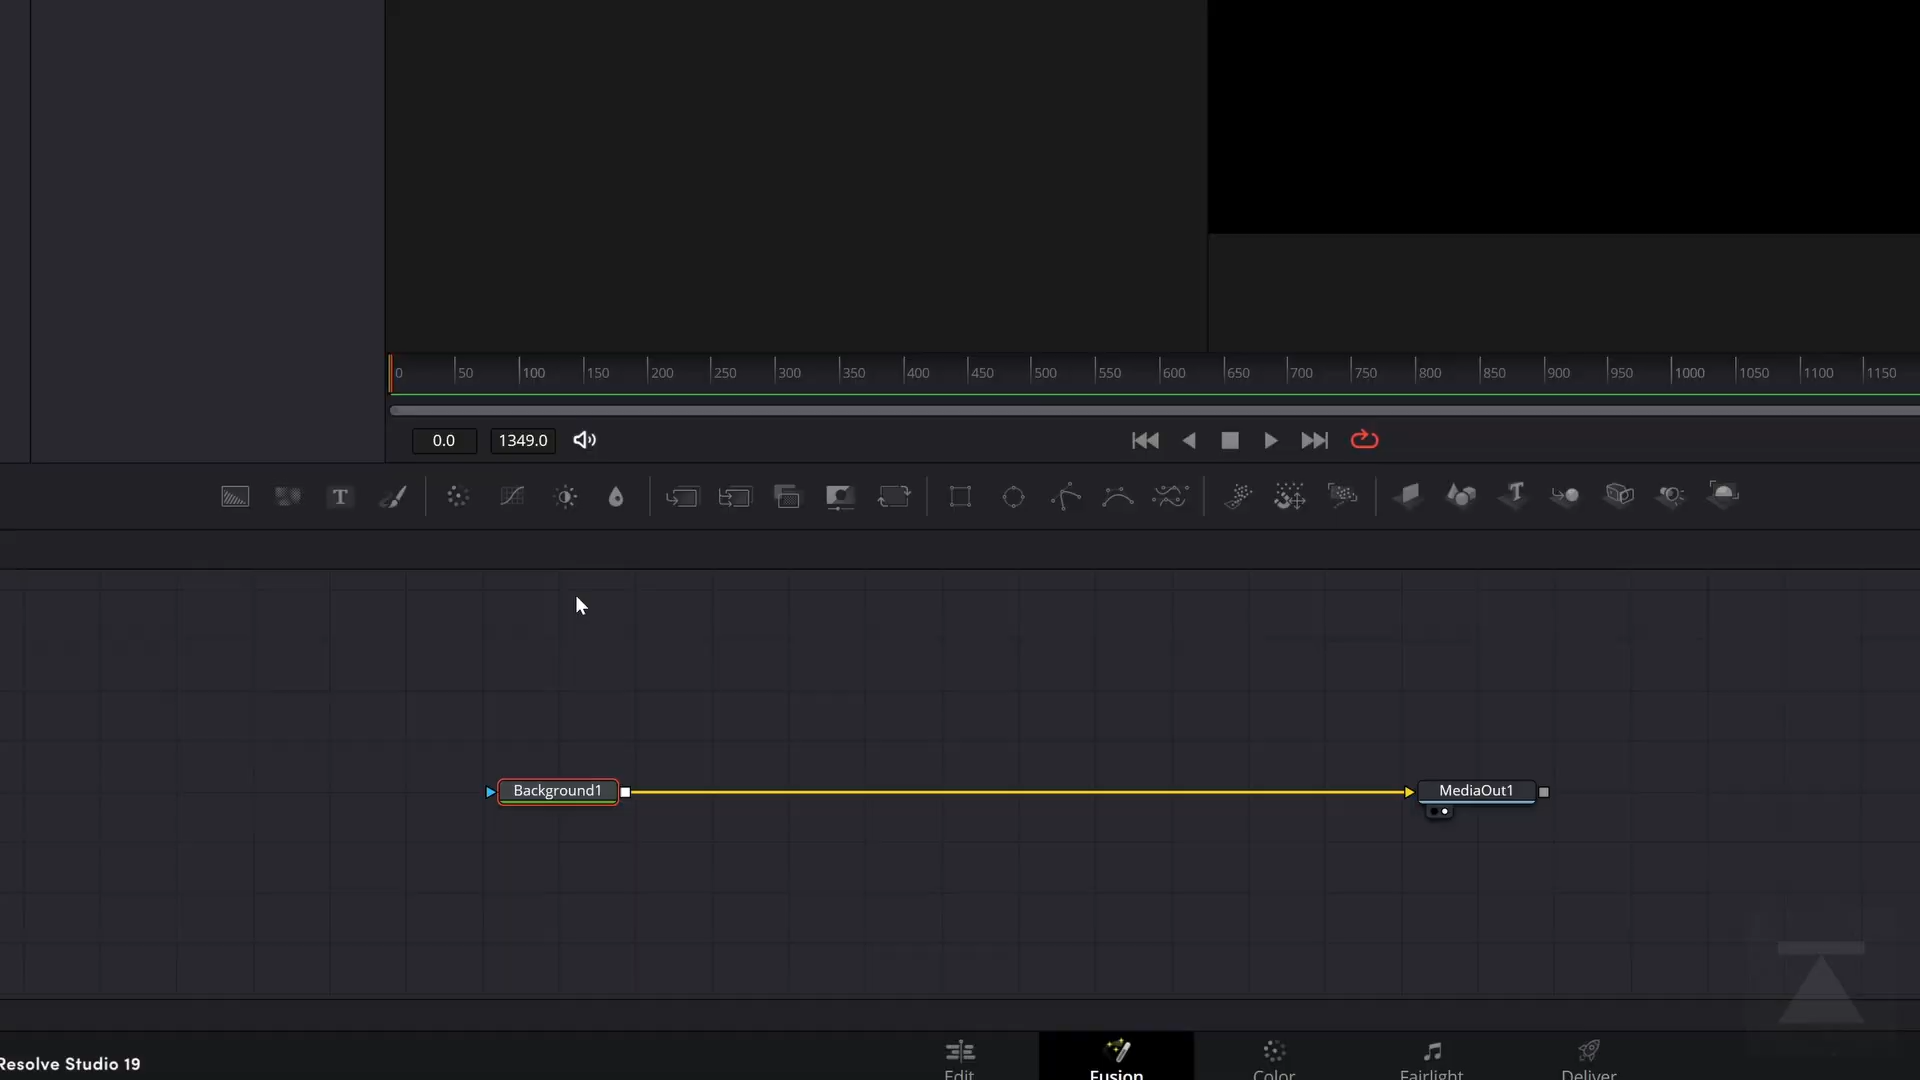 0 50 100 150 200 250 300 350 400 450 500 550 600 650 700 750 800 850 900 950 1000 1050 1100 1150
0.0 1349.0
T T
Background1 MediaOut1
Resolve Studio 19
Edit Fusion Color Fairlight Deliver